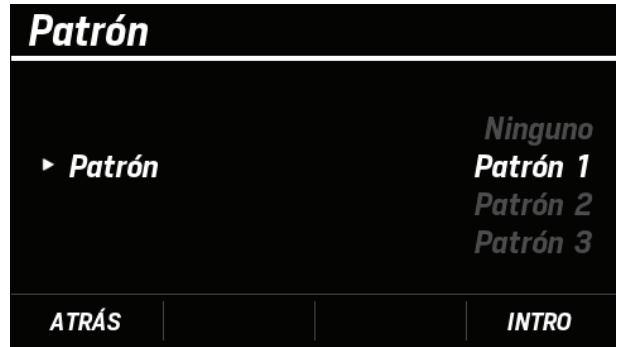 Patrón
Ninguno
Patrón Patrón 1
Patrón 2
Patrón 3
ATRÁS INTRO